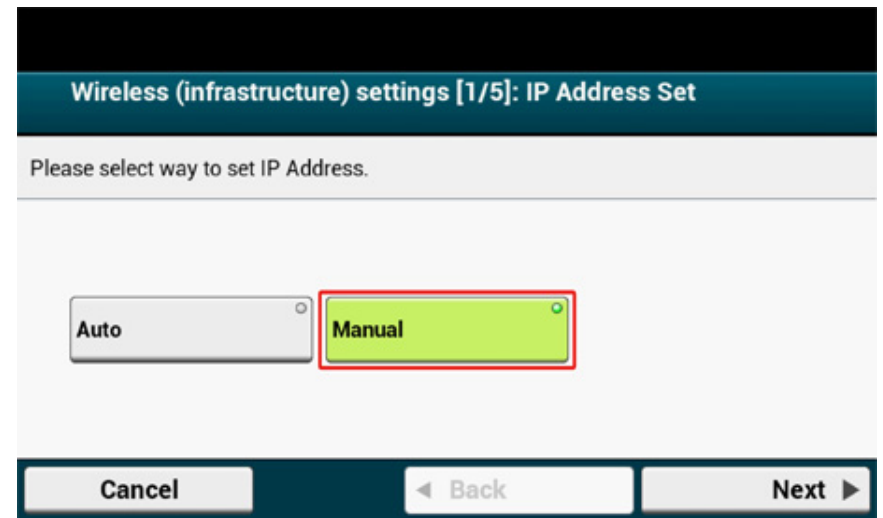 Wireless (infrastructure) settings [1/5]: IP Address Set
Please select way to set IP Address.
Auto
Manual
Cancel
Back
Next